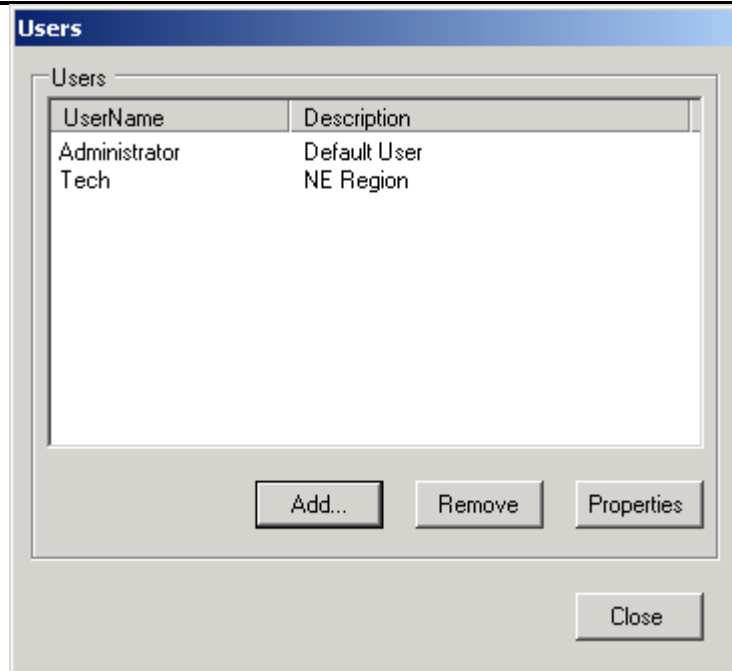 Users
Users
UserName Description
Administrator Default User
Tech NE Region
Add... Remove Properties
Close